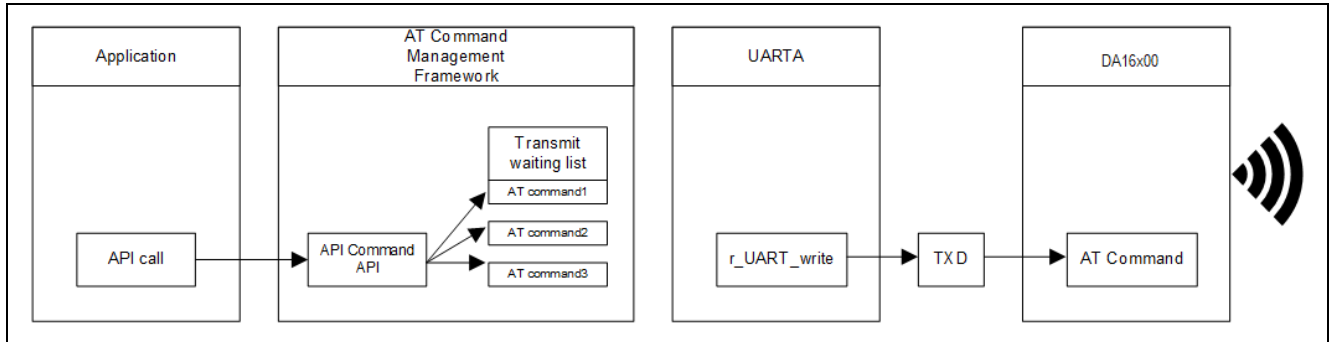 Application
AT Command
Management
Framework
UARTA
DA16x00
Transmit
waiting list
AT command1
AT command2
AT command3
API call
API Command
API
r_UART_write
TXD
AT Command